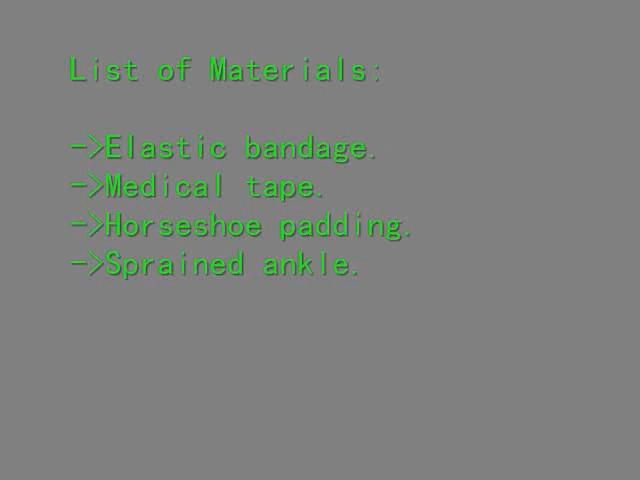 List of Materials:
->Elastic bandage.
->Medical tape.
->Horseshoe padding.
->Sprained ankle.